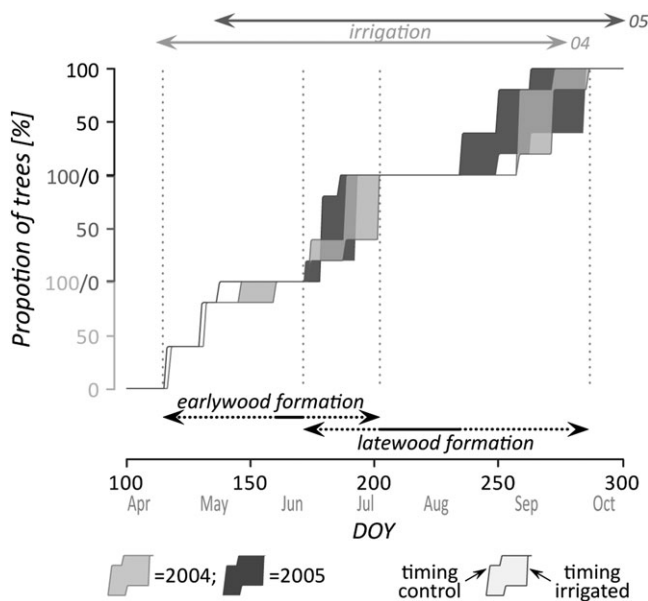 05
irrigation
04
Propotion of trees [%]
100
50
100/0
50
100/0
50
0
earlywood formation
latewood formation
100 150 200 250 300
Apr May Jun Jul Aug Sep Oct
DOY
=2004; =2005
timing control
timing irrigated